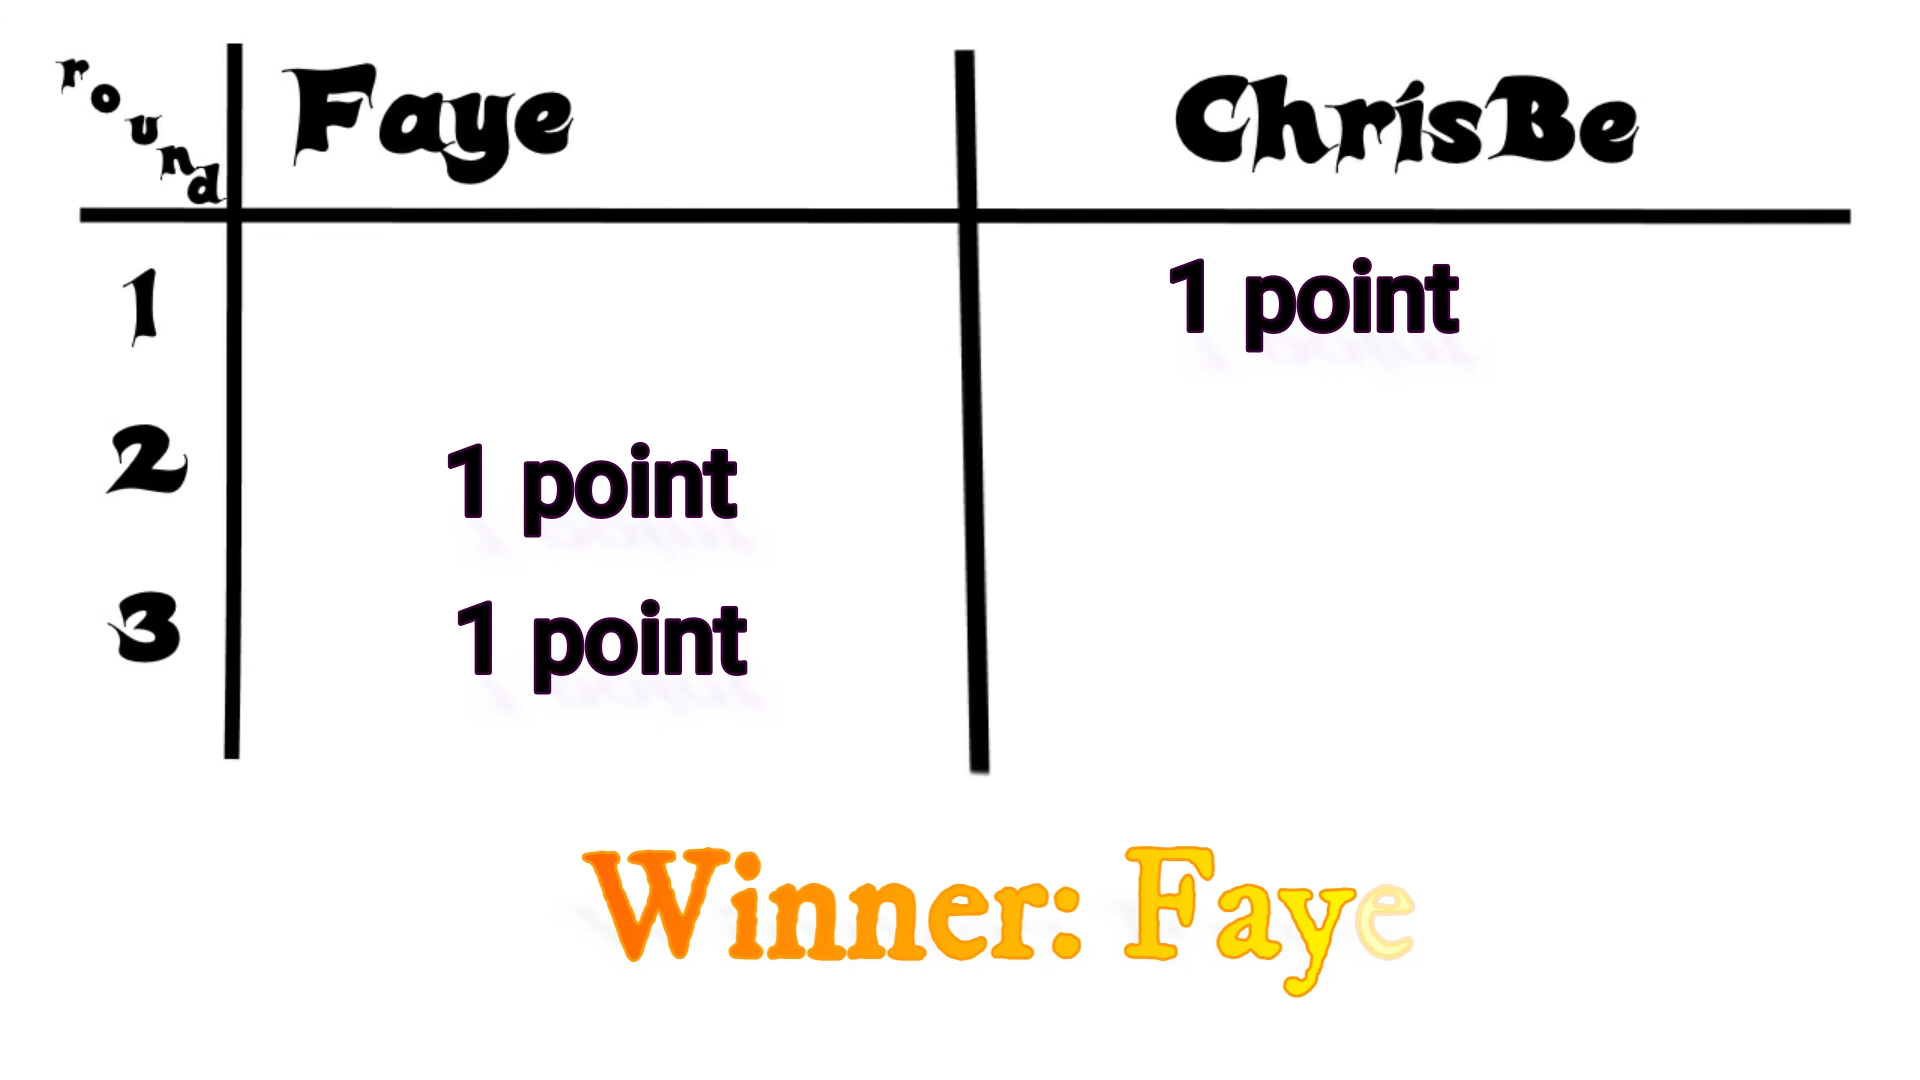 round Faye ChrisBe
1 1 point
2 1 point
3 1 point
Winner: Faye